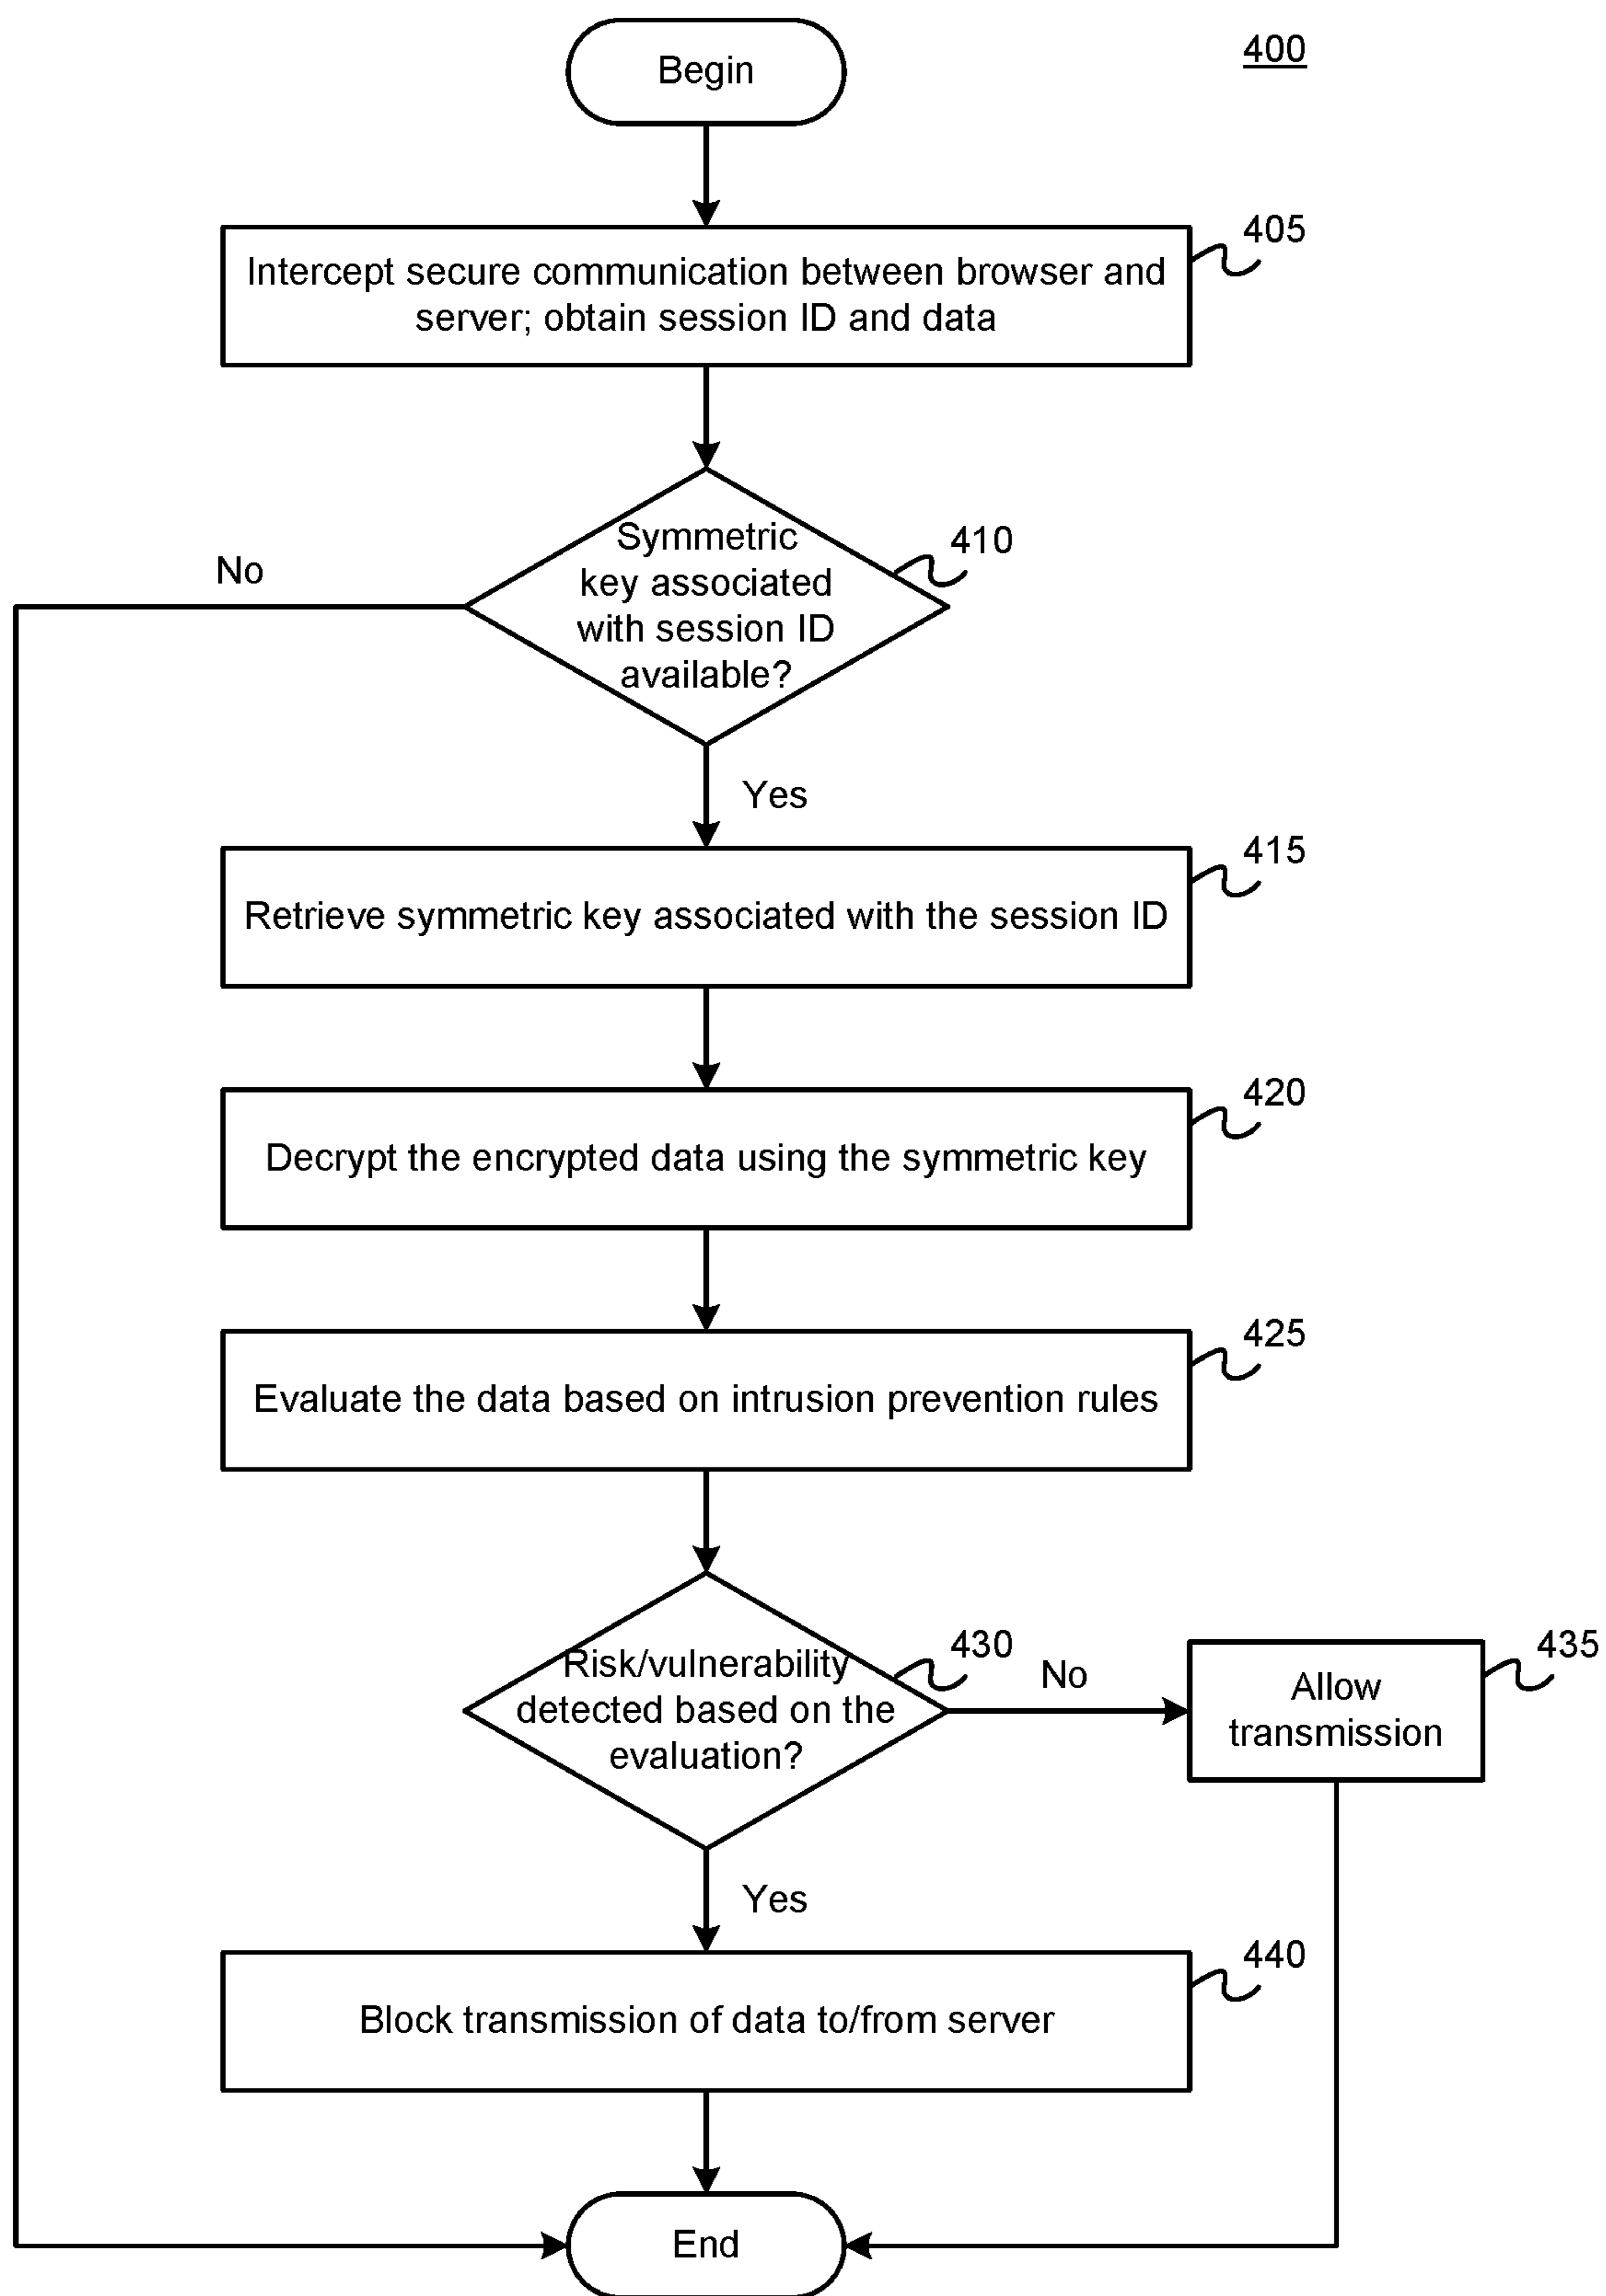 Begin
400
405
Intercept secure communication between browser and
server; obtain session ID and data
Symmetric
key associated
with session ID
available?
410
No
Yes
415
Retrieve symmetric key associated with the session ID
420
Decrypt the encrypted data using the symmetric key
425
Evaluate the data based on intrusion prevention rules
Risk/vulnerability
detected based on the
evaluation?
430
No
435
Allow
transmission
Yes
440
Block transmission of data to/from server
End